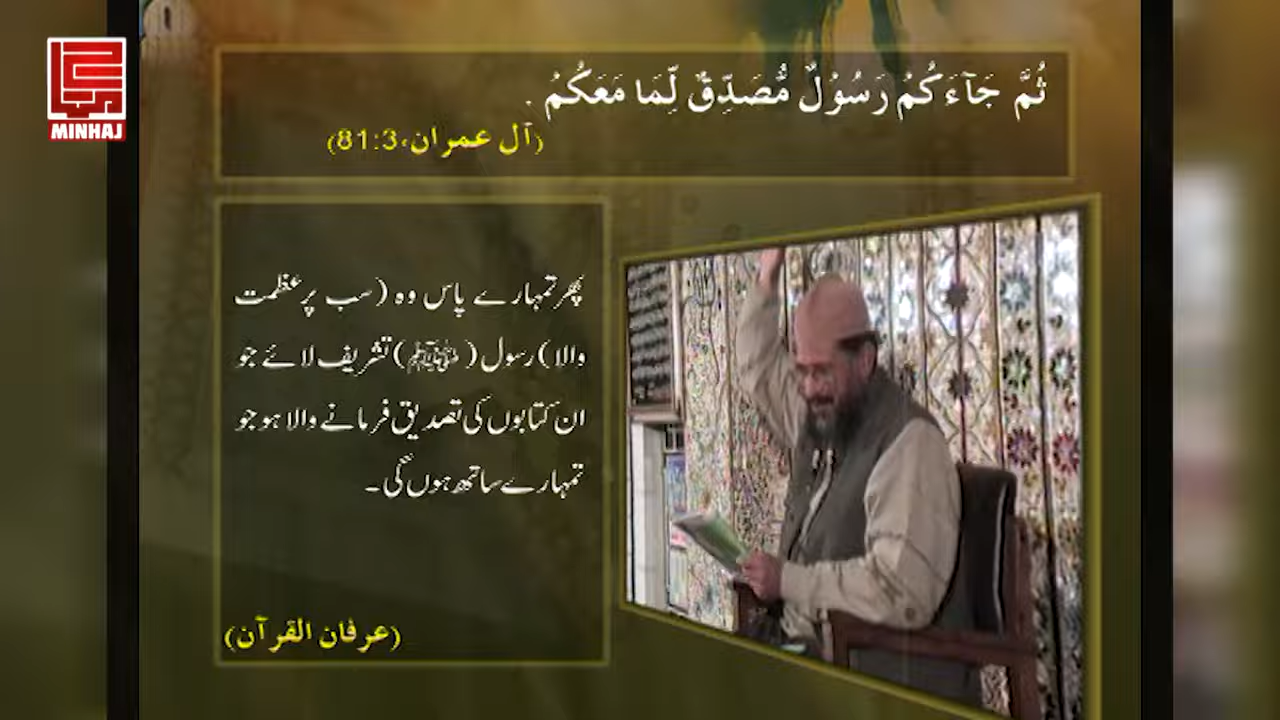 MINHAJ
ثُمَّ جَآءَكُمْ رَسُوْلٌ مُّصَدِّقٌ لِّمَا مَعَكُمْ .
(آل عمران،81:3)
پھر تمہارے پاس وہ (سب پر عظمت
والا) رسول (ﷺ) تشریف لائے جو
ان کتابوں کی تصدیق فرمانے والا ہو جو
تمہارے ساتھ ہوں گی۔
(عرفان القرآن)